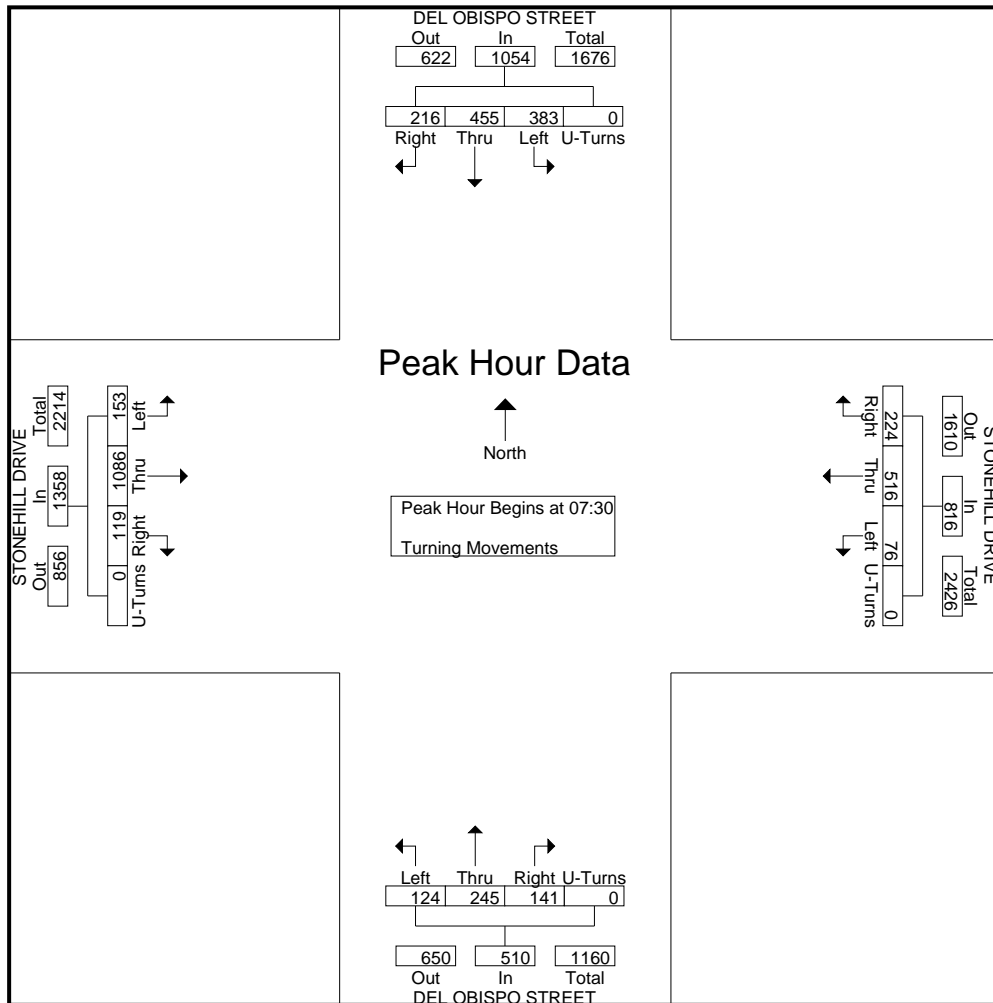 DEL OBISPO STREET
Out In Total
622 1054 1676
216 455 383 0
Right Thru Left U-Turns
Peak Hour Data
North
Peak Hour Begins at 07:30
Turning Movements
STONEHILL DRIVE
Out In Total
856 1358 2214
0 119 1086 153
U-Turns Right Thru Left
STONEHILL DRIVE
Out In Total
1610 816 2426
224 516 76 0
Right Thru Left U-Turns
Left Thru Right U-Turns
124 245 141 0
650 510 1160
Out In Total
DEL OBISPO STREET